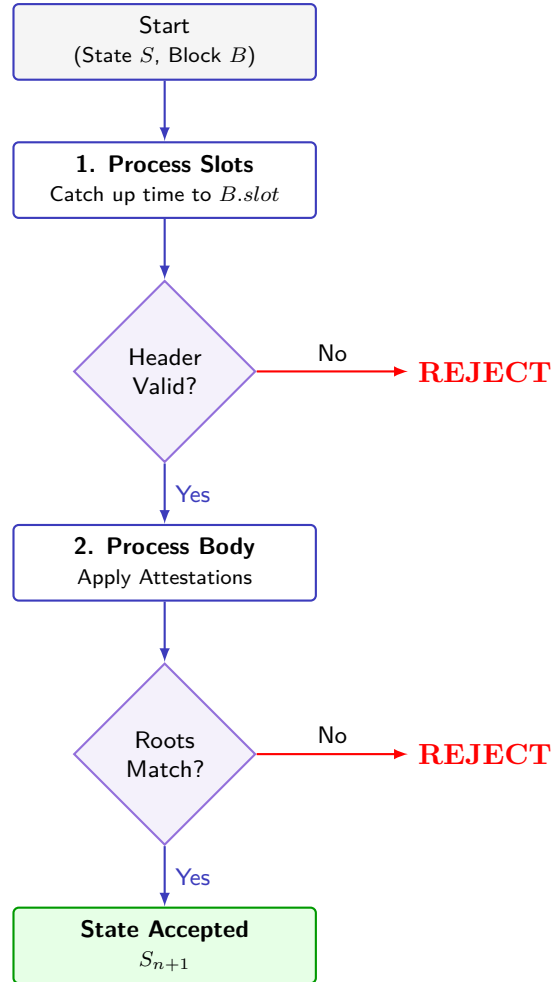 Start
(State S, Block B)
1. Process Slots
Catch up time to B.slot
Header
Valid?
No
REJECT
Yes
2. Process Body
Apply Attestations
Roots
Match?
No
REJECT
Yes
State Accepted
Sₙ₊₁